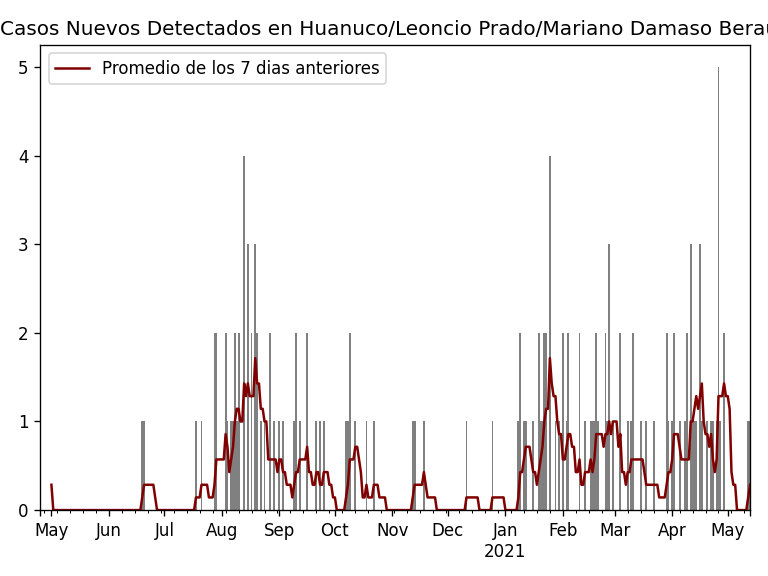 Casos Nuevos Detectados en Huanuco/Leoncio Prado/Mariano Damaso
Promedio de los 7 dias anteriores
5
4
3
2
1
0
May Jun Jul Aug Sep Oct Nov Dec Jan Feb Mar Apr May
2021